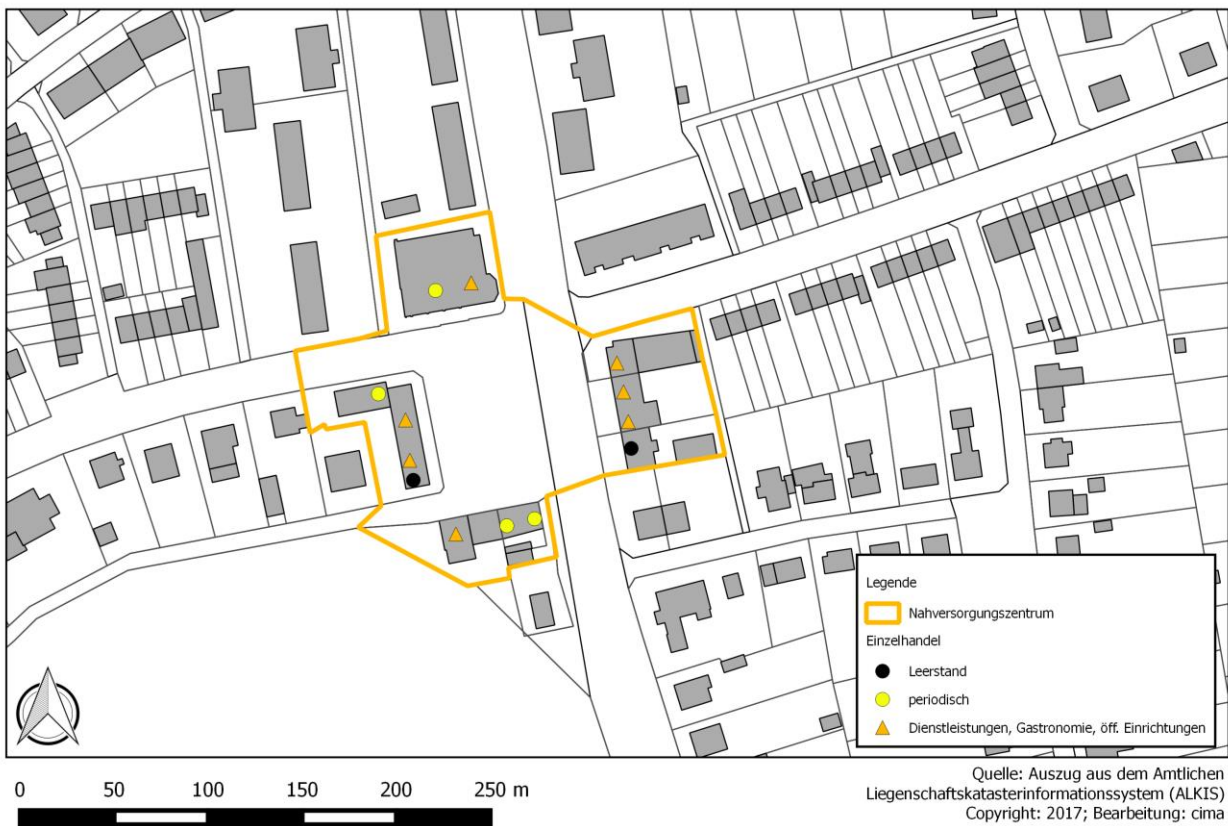 Legende
Nahversorgungszentrum
Einzelhandel
Leerstand
periodisch
Dienstleistungen, Gastronomie, öff. Einrichtungen
0 50 100 150 200 250 m
Quelle: Auszug aus dem Amtlichen
Liegenschaftskatasterinformationssystem (ALKIS)
Copyright: 2017; Bearbeitung: cima